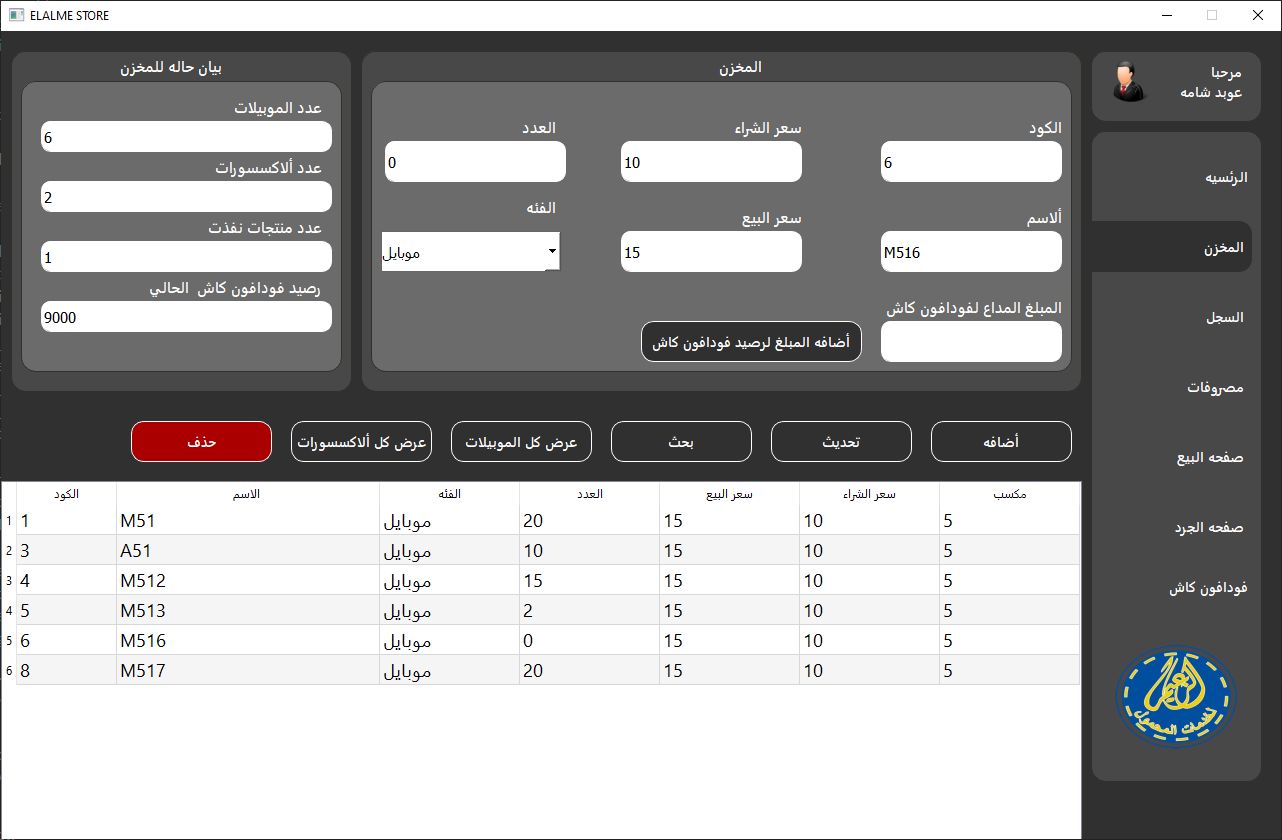 ELALME STORE
مرحبا
عوبد شامه
الرئسيه
المخزن
السجل
مصروفات
صفحه البيع
صفحه الجرد
فودافون كاش
لخدمات المحمول
المخزن
الكود
سعر الشراء
العدد
6
10
0
ألاسم
سعر البيع
الفئه
M516
15
موبايل
المبلغ المداع لفودافون كاش
أضافه المبلغ لرصيد فودافون كاش
بيان حاله للمخزن
عدد الموبيلات
6
عدد ألاكسسورات
2
عدد منتجات نفذت
1
رصيد فودافون كاش الحالي
9000
أضافه
تحديث
بحث
عرض كل الموبيلات
عرض كل ألاكسسورات
حذف
الكود الاسم الفئه العدد سعر البيع سعر الشراء مكسب
1 1 M51 موبايل 20 15 10 5
2 3 A51 موبايل 10 15 10 5
3 4 M512 موبايل 15 15 10 5
4 5 M513 موبايل 2 15 10 5
5 6 M516 موبايل 0 15 10 5
6 8 M517 موبايل 20 15 10 5